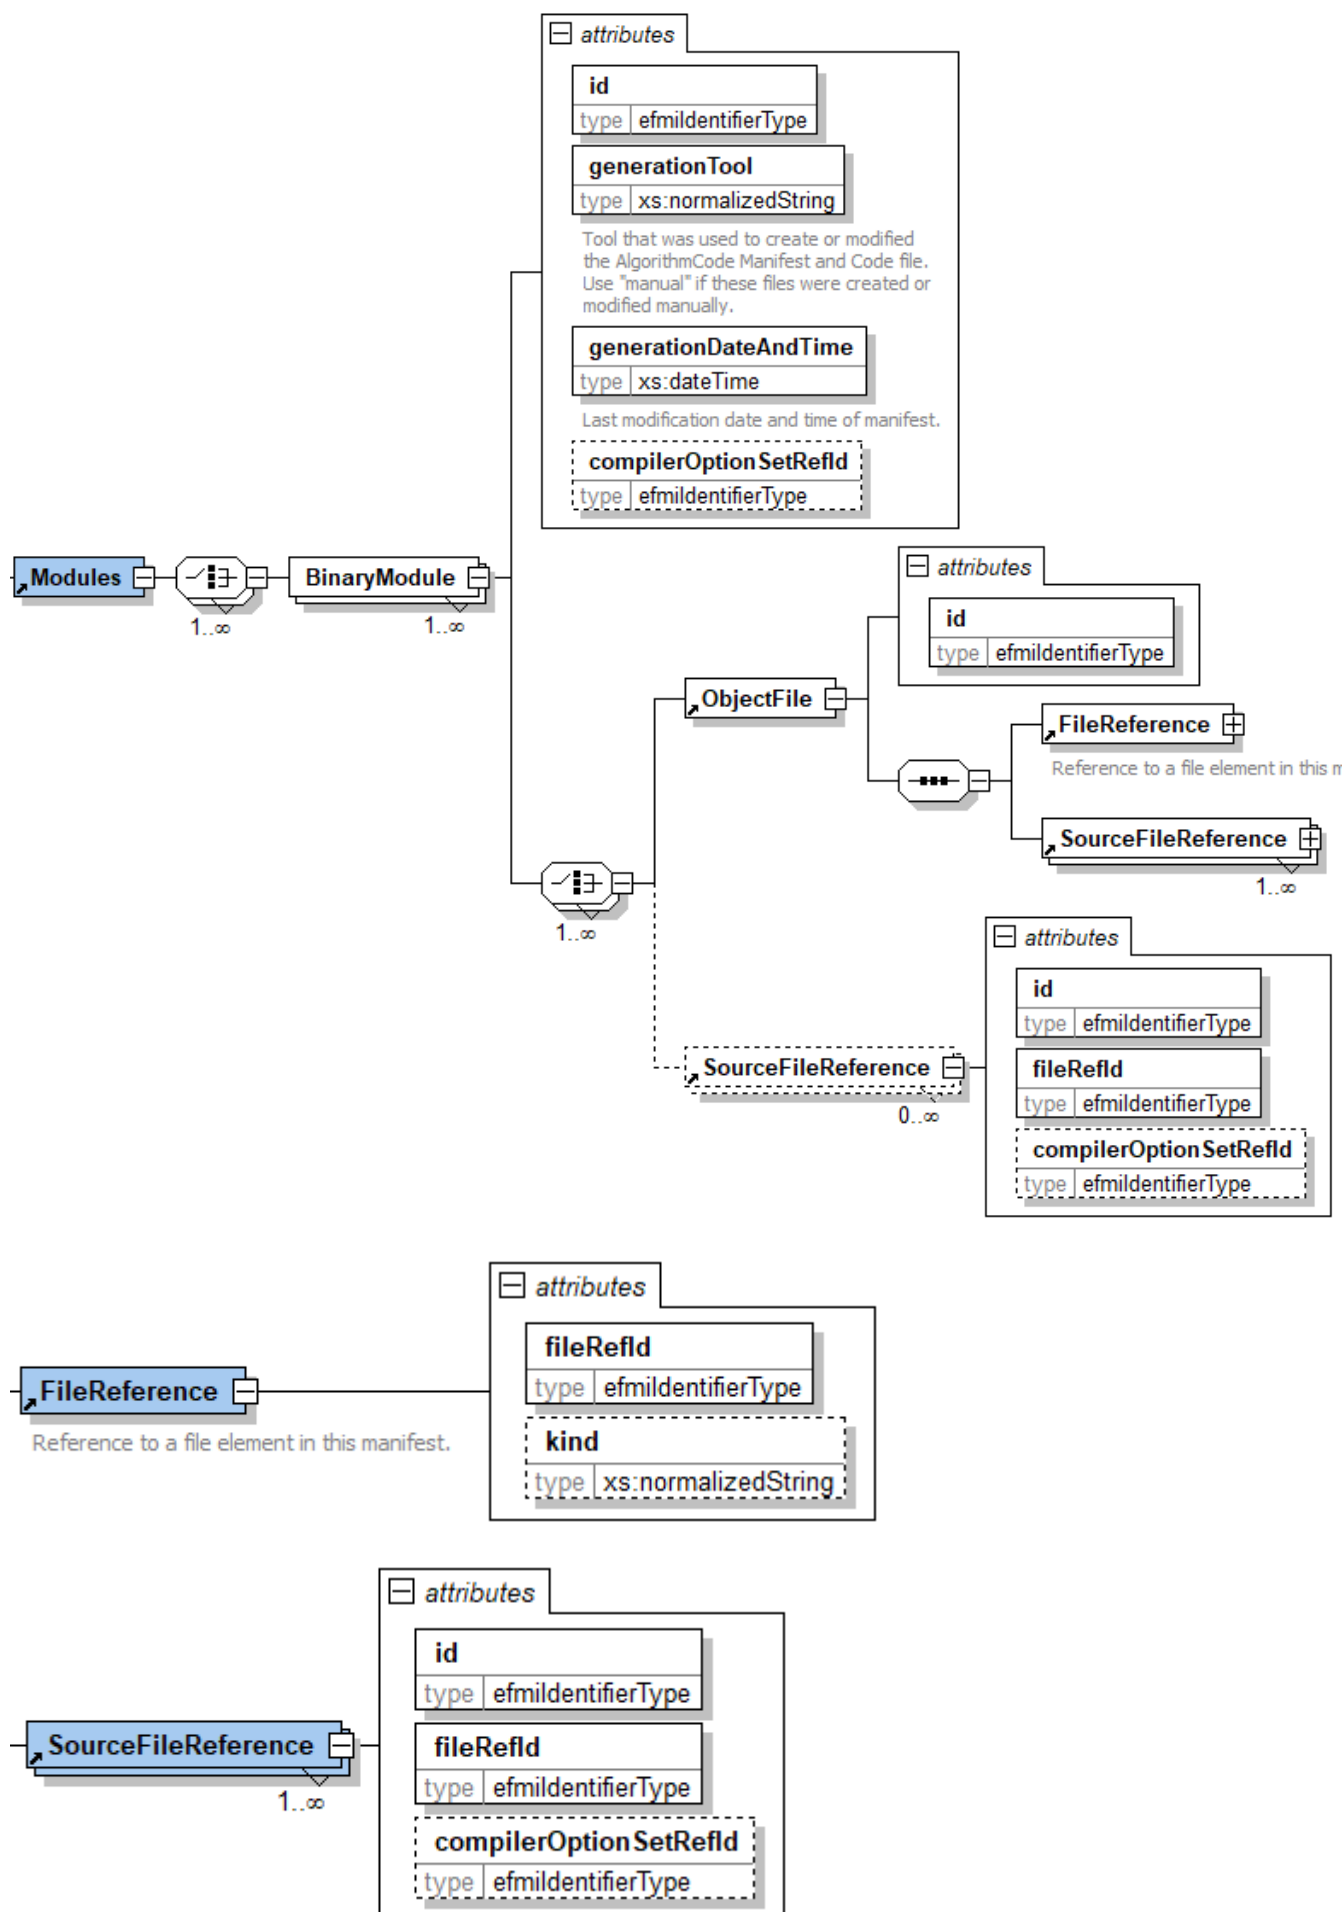 attributes
id
type efmiIdentifierType
generationTool
type xs:normalizedString
Tool that was used to create or modified
the AlgorithmCode Manifest and Code file.
Use "manual" if these files were created or
modified manually.
generationDateAndTime
type xs:dateTime
Last modification date and time of manifest.
compilerOptionSetRefId
type efmiIdentifierType
Modules
1..∞
BinaryModule
1..∞
attributes
id
type efmiIdentifierType
ObjectFile
FileReference
Reference to a file element in this m
SourceFileReference
1..∞
1..∞
attributes
id
type efmiIdentifierType
fileRefId
type efmiIdentifierType
compilerOptionSetRefId
type efmiIdentifierType
SourceFileReference
0..∞
attributes
fileRefId
type efmiIdentifierType
kind
type xs:normalizedString
FileReference
Reference to a file element in this manifest.
attributes
id
type efmiIdentifierType
fileRefId
type efmiIdentifierType
compilerOptionSetRefId
type efmiIdentifierType
SourceFileReference
1..∞